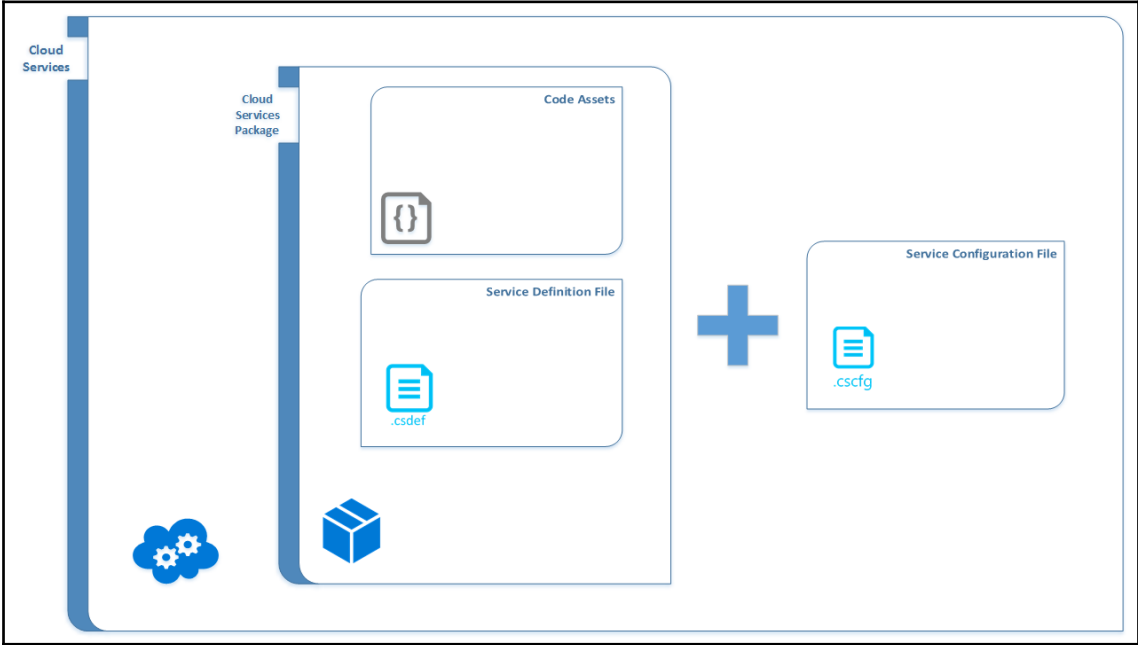 Cloud
Services
Cloud
Services
Package
Code Assets
{}
Service Definition File
.csdef
Service Configuration File
.cscfg